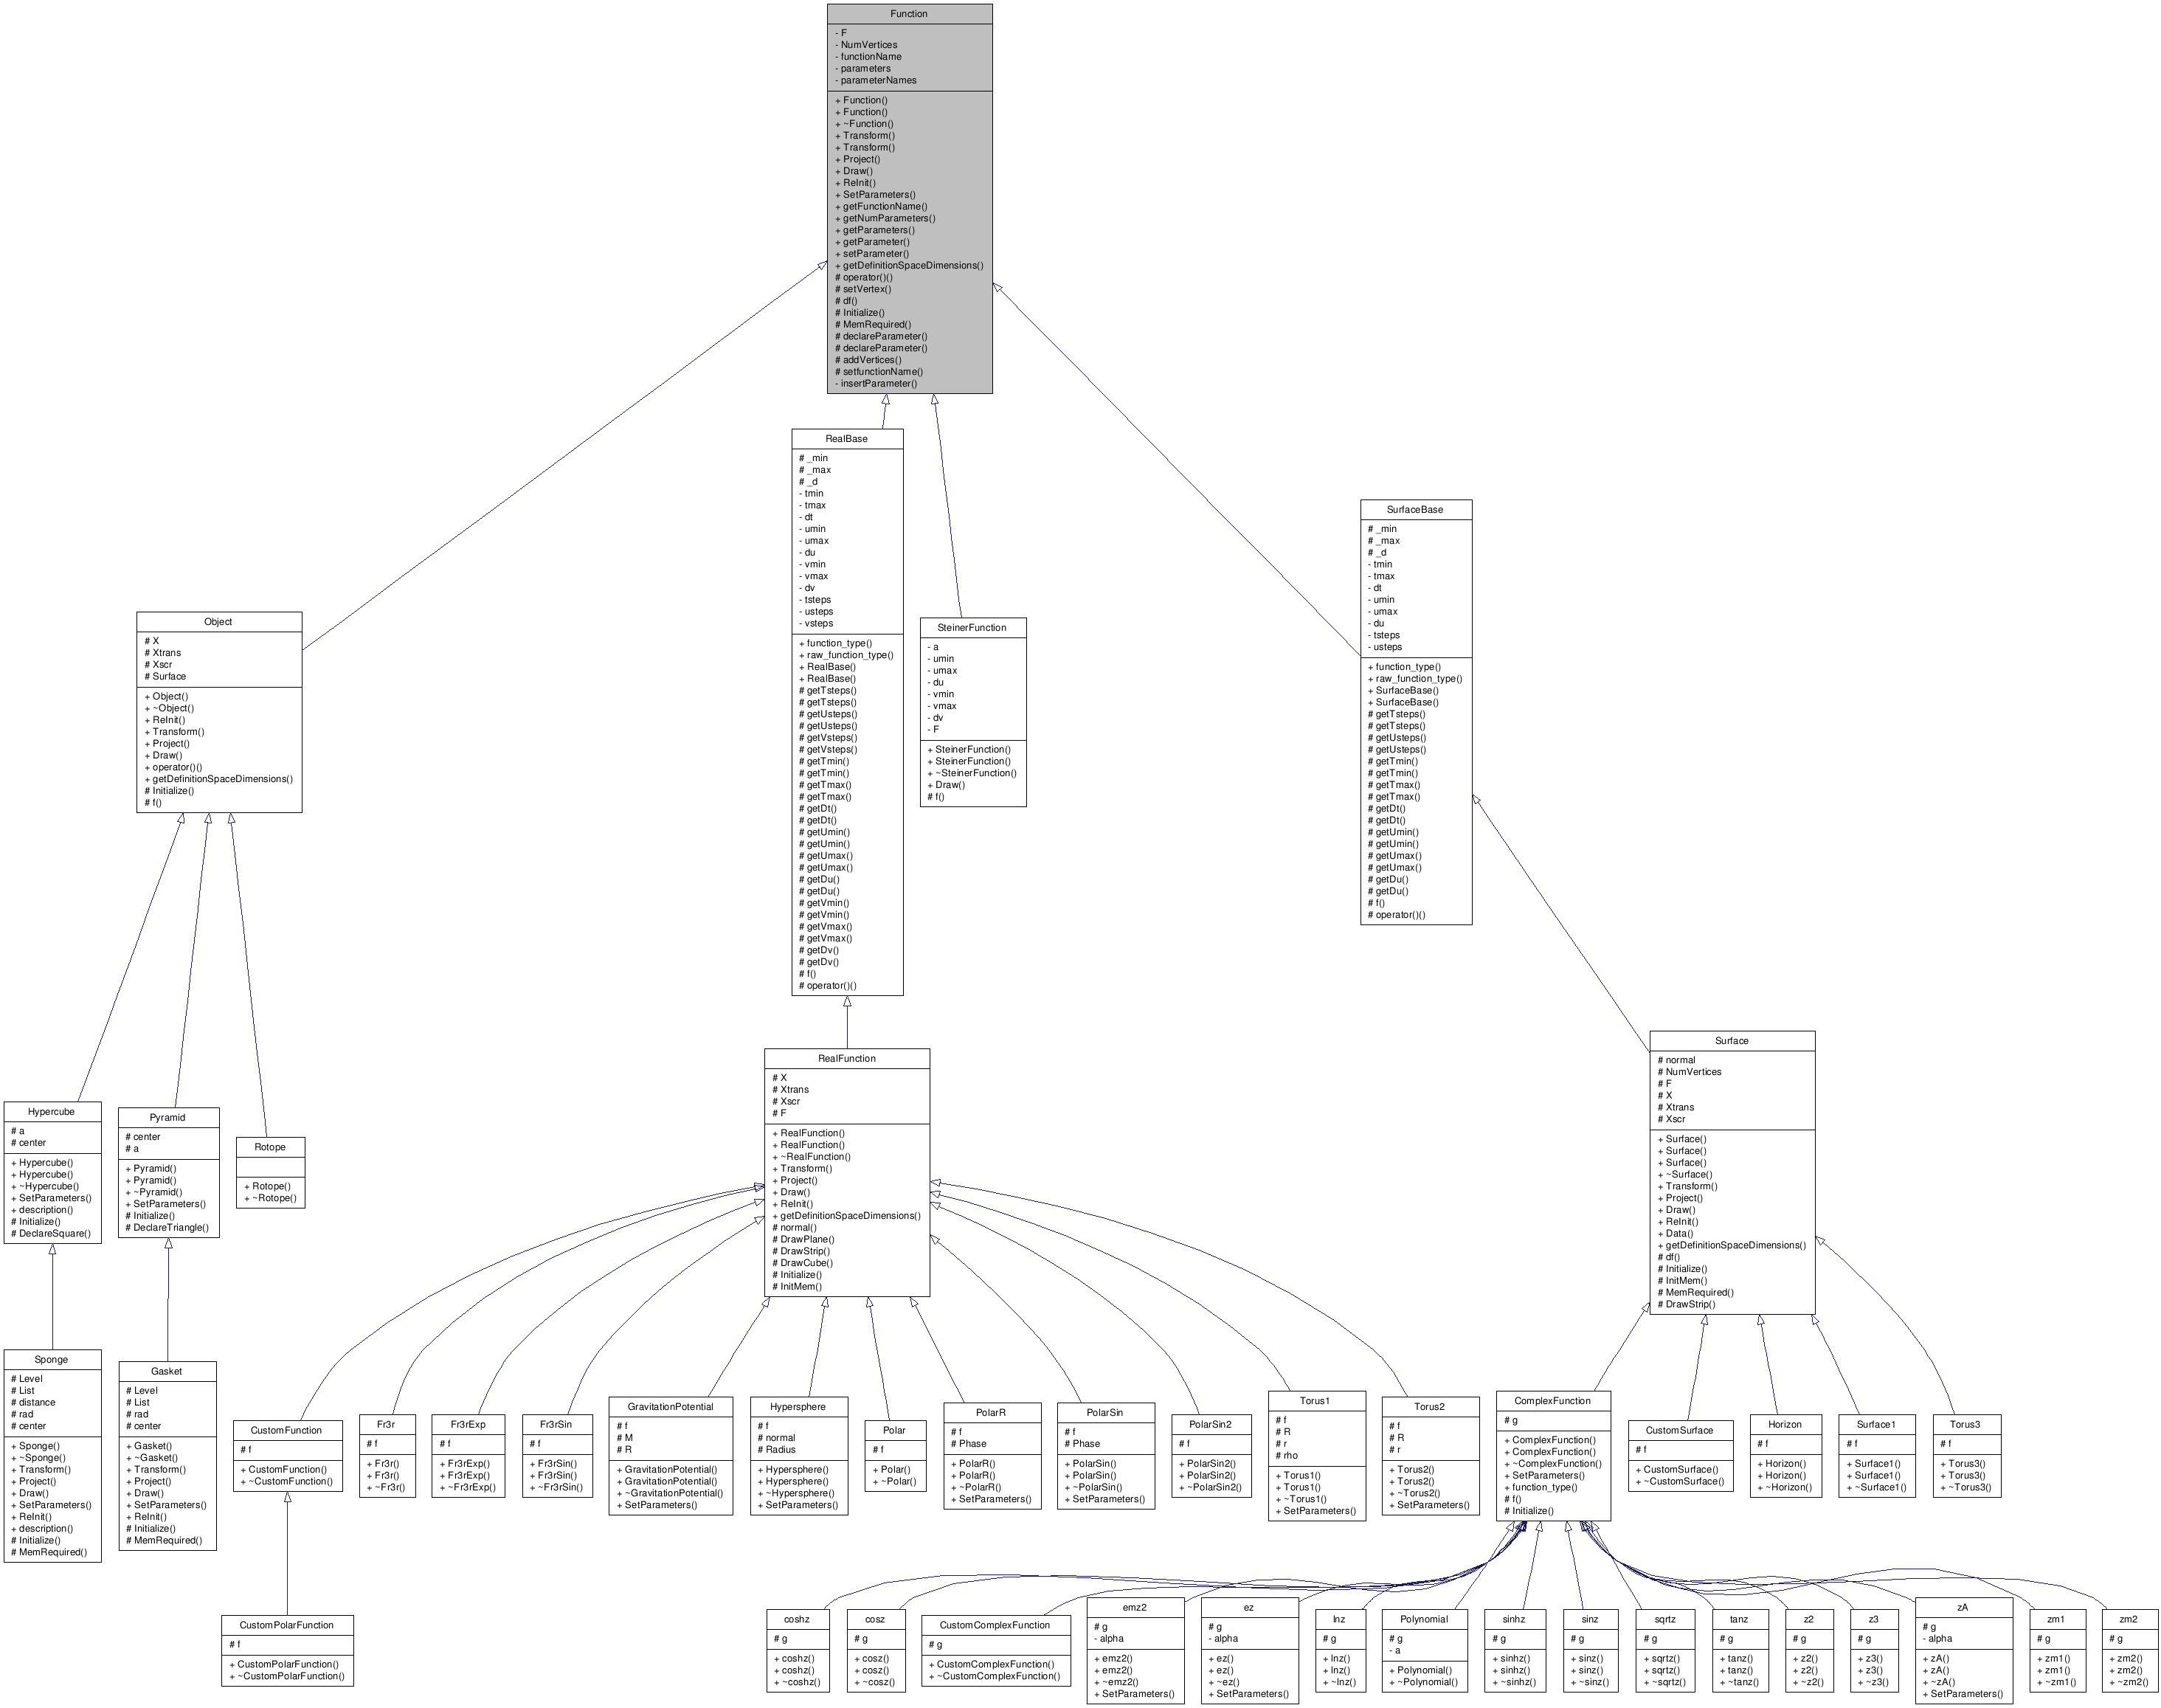 Function
- F
- NumVertices
- functionName
- parameters
- parameterNames
+ Function()
+ Function()
+ ~Function()
+ Transform()
+ Transform()
+ Project()
+ Draw()
+ ReInit()
+ SetParameters()
+ getFunctionName()
+ getNumParameters()
+ getParameters()
+ getParameter()
+ setParameter()
+ getDefinitionSpaceDimensions()
# operator()()
# setVertex()
# df()
# Initialize()
# MemRequired()
# declareParameter()
# declareParameter()
# addVertices()
# setfunctionName()
- insertParameter()
RealBase
# _min
# _max
# _d
- tmin
- tmax
- dt
- umin
- umax
- du
- vmin
- vmax
- dv
- tsteps
- usteps
- vsteps
+ function_type()
+ raw_function_type()
+ RealBase()
+ RealBase()
# getTsteps()
# getTsteps()
# getUsteps()
# getUsteps()
# getVsteps()
# getVsteps()
# getTmin()
# getTmin()
# getTmax()
# getTmax()
# getDt()
# getDt()
# getUmin()
# getUmin()
# getUmax()
# getUmax()
# getDu()
# getDu()
# getVmin()
# getVmin()
# getVmax()
# getVmax()
# getDv()
# getDv()
# f()
# operator()()
SurfaceBase
# _min
# _max
# _d
- tmin
- tmax
- dt
- umin
- umax
- du
- tsteps
- usteps
+ function_type()
+ raw_function_type()
+ SurfaceBase()
+ SurfaceBase()
# getTsteps()
# getTsteps()
# getUsteps()
# getUsteps()
# getTmin()
# getTmin()
# getTmax()
# getTmax()
# getDt()
# getDt()
# getUmin()
# getUmin()
# getUmax()
# getUmax()
# getDu()
# getDu()
# f()
# operator()()
Object
# X
# Xtrans
# Xscr
# Surface
+ Object()
+ ~Object()
+ ReInit()
+ Transform()
+ Project()
+ Draw()
+ operator()()
+ getDefinitionSpaceDimensions()
# Initialize()
# f()
SteinerFunction
- a
- umin
- umax
- du
- vmin
- vmax
- dv
- F
+ SteinerFunction()
+ SteinerFunction()
+ ~SteinerFunction()
+ Draw()
# f()
Surface
# normal
# NumVertices
# F
# X
# Xtrans
# Xscr
+ Surface()
+ Surface()
+ Surface()
+ ~Surface()
+ Transform()
+ Project()
+ Draw()
+ ReInit()
+ Data()
+ getDefinitionSpaceDimensions()
# df()
# Initialize()
# InitMem()
# MemRequired()
# DrawStrip()
RealFunction
# X
# Xtrans
# Xscr
# F
+ RealFunction()
+ RealFunction()
+ ~RealFunction()
+ Transform()
+ Project()
+ Draw()
+ ReInit()
+ getDefinitionSpaceDimensions()
# normal()
# DrawPlane()
# DrawStrip()
# DrawCube()
# Initialize()
# InitMem()
Hypercube
# a
# center
+ Hypercube()
+ Hypercube()
+ ~Hypercube()
+ SetParameters()
+ description()
# Initialize()
# DeclareSquare()
Pyramid
# center
# a
+ Pyramid()
+ Pyramid()
+ ~Pyramid()
+ SetParameters()
# Initialize()
# DeclareTriangle()
Rotope
+ Rotope()
+ ~Rotope()
Sponge
# Level
# List
# distance
# rad
# center
+ Sponge()
+ ~Sponge()
+ Transform()
+ Project()
+ Draw()
+ SetParameters()
+ ReInit()
+ description()
# Initialize()
# MemRequired()
Gasket
# Level
# List
# rad
# center
+ Gasket()
+ ~Gasket()
+ Transform()
+ Project()
+ Draw()
+ SetParameters()
+ ReInit()
# Initialize()
# MemRequired()
CustomFunction
# f
+ CustomFunction()
+ ~CustomFunction()
Fr3r
# f
+ Fr3r()
+ Fr3r()
+ ~Fr3r()
Fr3rExp
# f
+ Fr3rExp()
+ Fr3rExp()
+ ~Fr3rExp()
Fr3rSin
# f
+ Fr3rSin()
+ Fr3rSin()
+ ~Fr3rSin()
GravitationPotential
# f
# M
# R
+ GravitationPotential()
+ GravitationPotential()
+ ~GravitationPotential()
+ SetParameters()
Hypersphere
# f
# normal
# Radius
+ Hypersphere()
+ Hypersphere()
+ ~Hypersphere()
+ SetParameters()
Polar
# f
+ Polar()
+ ~Polar()
PolarR
# f
# Phase
+ PolarR()
+ PolarR()
+ ~PolarR()
+ SetParameters()
PolarSin
# f
# Phase
+ PolarSin()
+ PolarSin()
+ ~PolarSin()
+ SetParameters()
PolarSin2
# f
+ PolarSin2()
+ PolarSin2()
+ ~PolarSin2()
Torus1
# f
# R
# r
# rho
+ Torus1()
+ Torus1()
+ ~Torus1()
+ SetParameters()
Torus2
# f
# R
# r
+ Torus2()
+ Torus2()
+ ~Torus2()
+ SetParameters()
ComplexFunction
# g
+ ComplexFunction()
+ ComplexFunction()
+ ~ComplexFunction()
+ SetParameters()
+ function_type()
# f()
# Initialize()
CustomSurface
# f
+ CustomSurface()
+ ~CustomSurface()
Horizon
# f
+ Horizon()
+ Horizon()
+ ~Horizon()
Surface1
# f
+ Surface1()
+ Surface1()
+ ~Surface1()
Torus3
# f
+ Torus3()
+ Torus3()
+ ~Torus3()
CustomPolarFunction
# f
+ CustomPolarFunction()
+ ~CustomPolarFunction()
coshz
# g
+ coshz()
+ coshz()
+ ~coshz()
cosz
# g
+ cosz()
+ cosz()
+ ~cosz()
CustomComplexFunction
# g
+ CustomComplexFunction()
+ ~CustomComplexFunction()
emz2
# g
- alpha
+ emz2()
+ emz2()
+ ~emz2()
+ SetParameters()
ez
# g
- alpha
+ ez()
+ ez()
+ ~ez()
+ SetParameters()
lnz
# g
+ lnz()
+ lnz()
+ ~lnz()
Polynomial
# g
- a
+ Polynomial()
+ ~Polynomial()
sinhz
# g
+ sinhz()
+ sinhz()
+ ~sinhz()
sinz
# g
+ sinz()
+ sinz()
+ ~sinz()
sqrtz
# g
+ sqrtz()
+ sqrtz()
+ ~sqrtz()
tanz
# g
+ tanz()
+ tanz()
+ ~tanz()
z2
# g
+ z2()
+ z2()
+ ~z2()
z3
# g
+ z3()
+ z3()
+ ~z3()
zA
# g
- alpha
+ zA()
+ zA()
+ ~zA()
+ SetParameters()
zm1
# g
+ zm1()
+ zm1()
+ ~zm1()
zm2
# g
+ zm2()
+ zm2()
+ ~zm2()